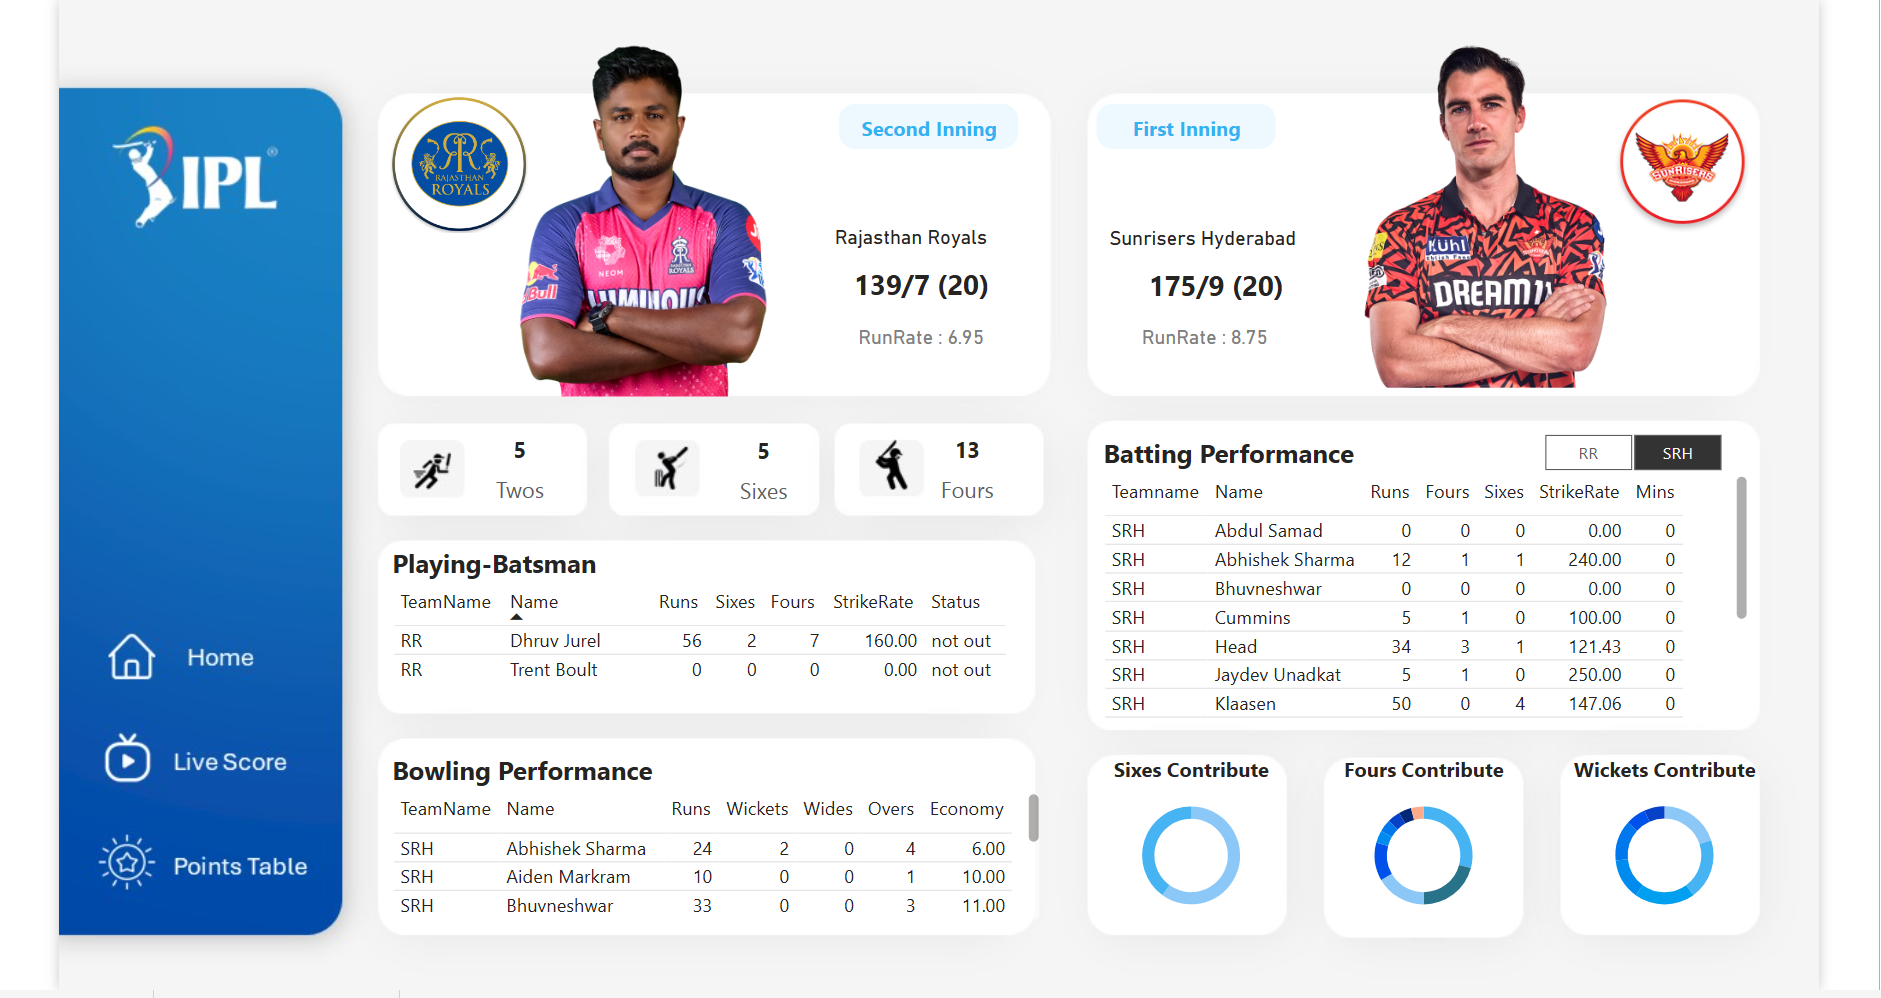 IPL
Home
Live Score
Points Table
RAJASTHAN
ROYALS
Red Bull
NEOM
RAJASTHAN
ROYALS
LUMINOUS
Second Inning
Rajasthan Royals
139/7 (20)
RunRate : 6.95
First Inning
Sunrisers Hyderabad
175/9 (20)
RunRate : 8.75
KUHL
DREAM11
SUNRISERS
5
Twos
5
Sixes
13
Fours
Playing-Batsman
TeamName Name Runs Sixes Fours StrikeRate Status
RR Dhruv Jurel 56 2 7 160.00 not out
RR Trent Boult 0 0 0 0.00 not out
Bowling Performance
TeamName Name Runs Wickets Wides Overs Economy
SRH Abhishek Sharma 24 2 0 4 6.00
SRH Aiden Markram 10 0 0 1 10.00
SRH Bhuvneshwar 33 0 0 3 11.00
Batting Performance
RR SRH
Teamname Name Runs Fours Sixes StrikeRate Mins
SRH Abdul Samad 0 0 0 0.00 0
SRH Abhishek Sharma 12 1 1 240.00 0
SRH Bhuvneshwar 0 0 0 0.00 0
SRH Cummins 5 1 0 100.00 0
SRH Head 34 3 1 121.43 0
SRH Jaydev Unadkat 5 1 0 250.00 0
SRH Klaasen 50 0 4 147.06 0
Sixes Contribute
Fours Contribute
Wickets Contribute